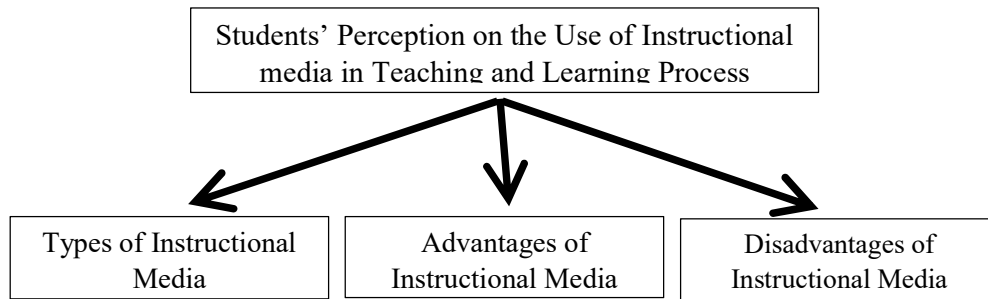 Students’ Perception on the Use of Instructional
media in Teaching and Learning Process
Types of Instructional
Media
Advantages of
Instructional Media
Disadvantages of
Instructional Media